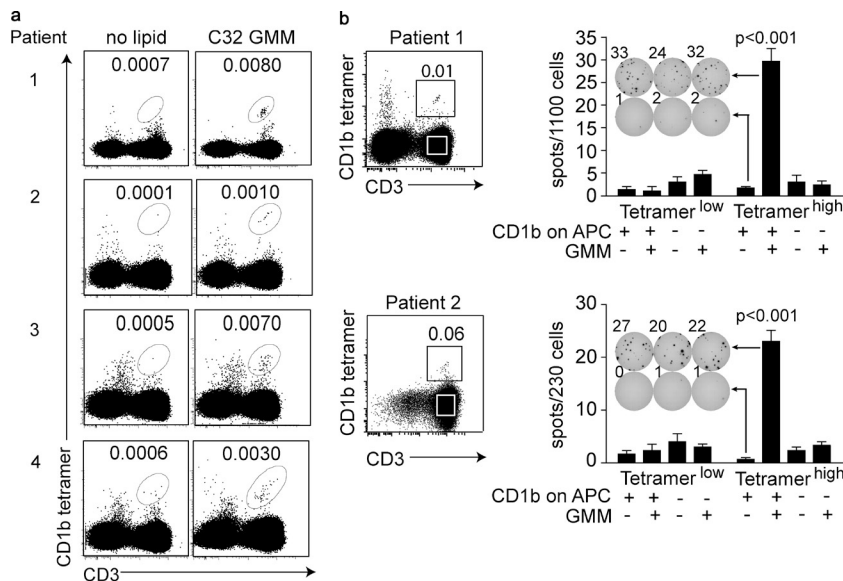 a
Patient
no lipid
C32 GMM
1
0.0007
0.0080
2
0.0001
0.0010
3
0.0005
0.0070
4
0.0006
0.0030
CD1b tetramer
CD3
b
Patient 1
CD1b tetramer
0.01
CD3
35
30
25
20
15
10
5
0
spots/1100 cells
33 24 32
1 2 2
p<0.001
Tetramer low Tetramer high
CD1b on APC + + - - + + - -
GMM - + - + - + - +
Patient 2
CD1b tetramer
0.06
CD3
30
20
10
0
spots/230 cells
27 20 22
0 1 1
p<0.001
Tetramer low Tetramer high
CD1b on APC + + - - + + - -
GMM - + - + - + - +